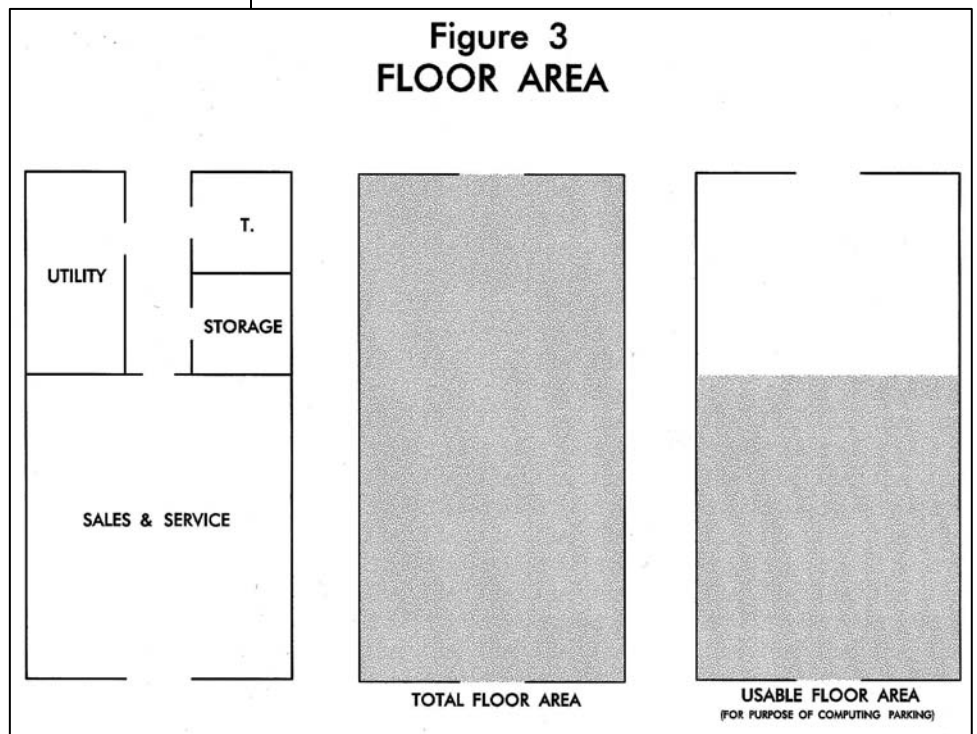 Figure 3
FLOOR AREA
T.
UTILITY
STORAGE
SALES & SERVICE
TOTAL FLOOR AREA
USABLE FLOOR AREA
(FOR PURPOSE OF COMPUTING PARKING)